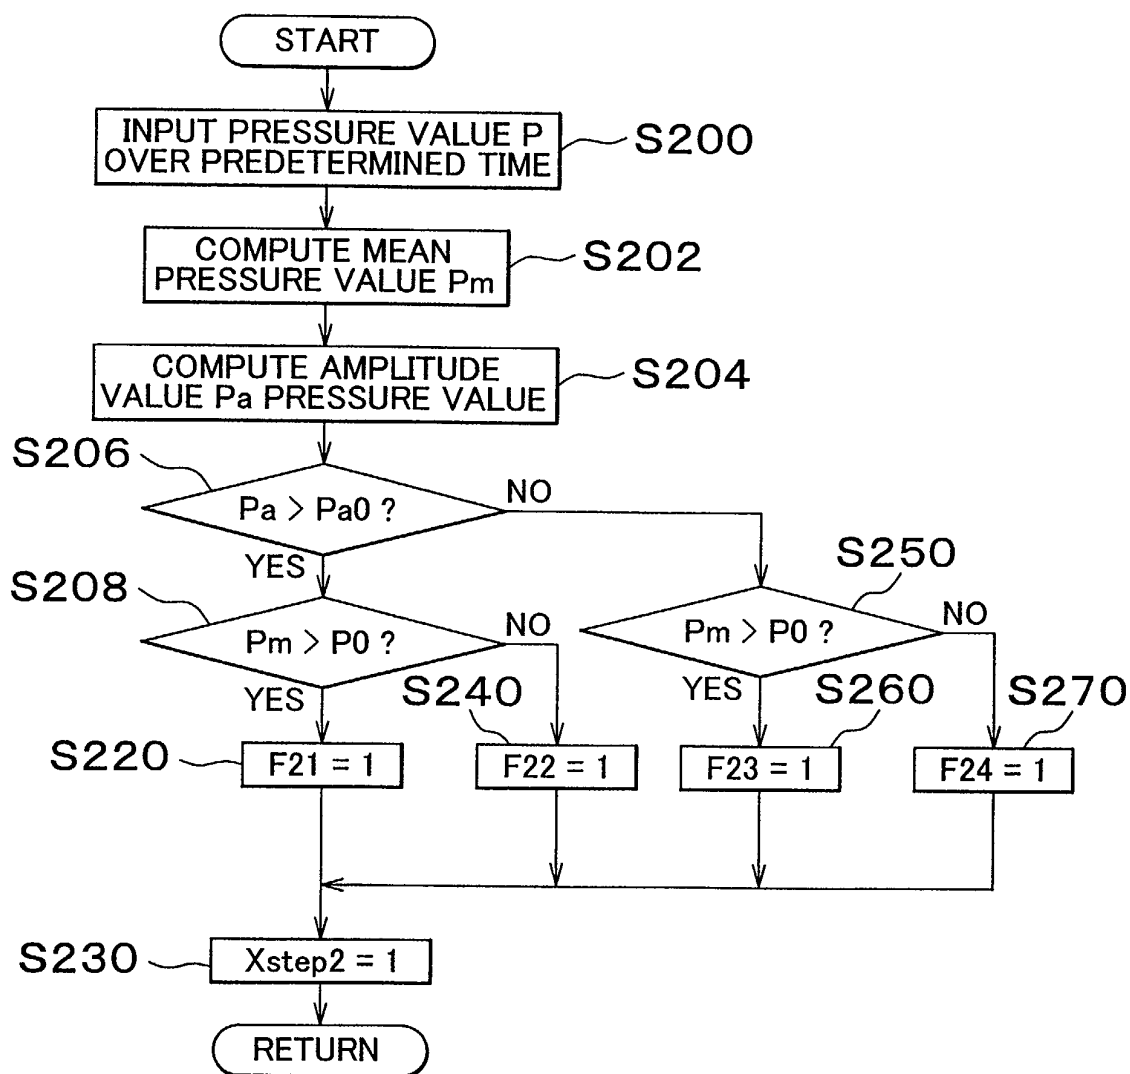 START
INPUT PRESSURE VALUE P
OVER PREDETERMINED TIME
S200
COMPUTE MEAN
PRESSURE VALUE Pm
S202
COMPUTE AMPLITUDE
VALUE Pa PRESSURE VALUE
S204
S206
Pa > Pa0 ?
NO
YES
S208
Pm > P0 ?
NO
YES
S250
Pm > P0 ?
NO
YES
S220
F21 = 1
S240
F22 = 1
S260
F23 = 1
S270
F24 = 1
S230
Xstep2 = 1
RETURN